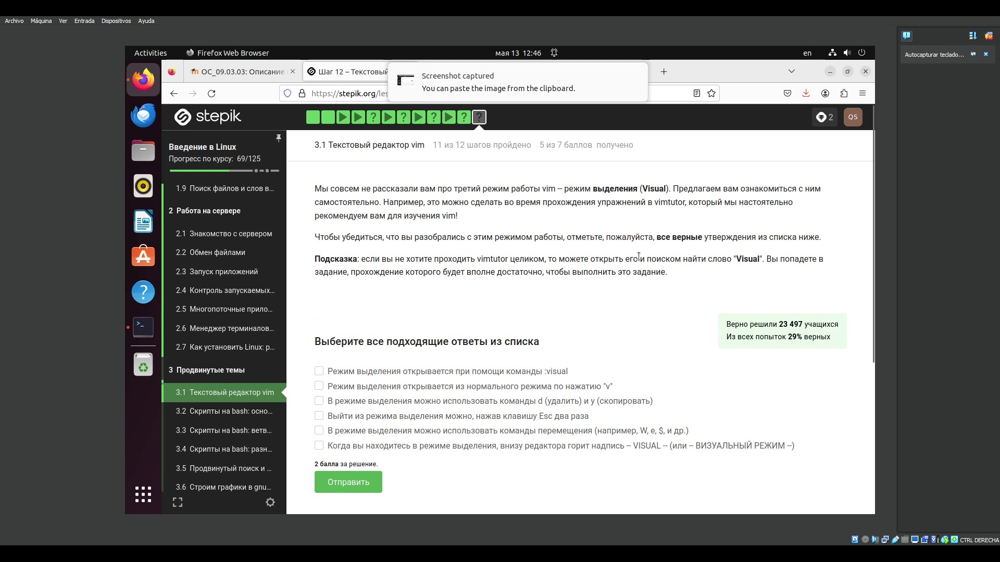 Archivo Máquina Ver Entrada Dispositivos Ayuda
Autocapturar teclado...
Activities Firefox Web Browser мая 13 12:46 en
ОС_09.03.03: Описание
Шаг 12 – Текстовый
Screenshot captured
You can paste the image from the clipboard.
https://stepik.org/les
stepik
2 QS
Введение в Linux
Прогресс по курсу: 69/125
1.9 Поиск файлов и слов в...
2 Работа на сервере
2.1 Знакомство с сервером
2.2 Обмен файлами
2.3 Запуск приложений
2.4 Контроль запускаемых...
2.5 Многопоточные прило...
2.6 Менеджер терминалов...
2.7 Как установить Linux: р...
3 Продвинутые темы
3.1 Текстовый редактор vim
3.2 Скрипты на bash: осно...
3.3 Скрипты на bash: ветв...
3.4 Скрипты на bash: разн...
3.5 Продвинутый поиск и ...
3.6 Строим графики в gnu...
3.1 Текстовый редактор vim 11 из 12 шагов пройдено 5 из 7 баллов получено
Мы совсем не рассказали вам про третий режим работы vim -- режим выделения (Visual). Предлагаем вам ознакомиться с ним
самостоятельно. Например, это можно сделать во время прохождения упражнений в vimtutor, который мы настоятельно
рекомендуем вам для изучения vim!
Чтобы убедиться, что вы разобрались с этим режимом работы, отметьте, пожалуйста, все верные утверждения из списка ниже.
Подсказка: если вы не хотите проходить vimtutor целиком, то можете открыть его и поиском найти слово "Visual". Вы попадете в
задание, прохождение которого будет вполне достаточно, чтобы выполнить это задание.
Верно решили 23 497 учащихся
Из всех попыток 29% верных
Выберите все подходящие ответы из списка
Режим выделения открывается при помощи команды :visual
Режим выделения открывается из нормального режима по нажатию "v"
В режиме выделения можно использовать команды d (удалить) и y (скопировать)
Выйти из режима выделения можно, нажав клавишу Esc два раза
В режиме выделения можно использовать команды перемещения (например, W, e, $, и др.)
Когда вы находитесь в режиме выделения, внизу редактора горит надпись -- VISUAL -- (или -- ВИЗУАЛЬНЫЙ РЕЖИМ --)
2 балла за решение.
Отправить
CTRL DERECHA